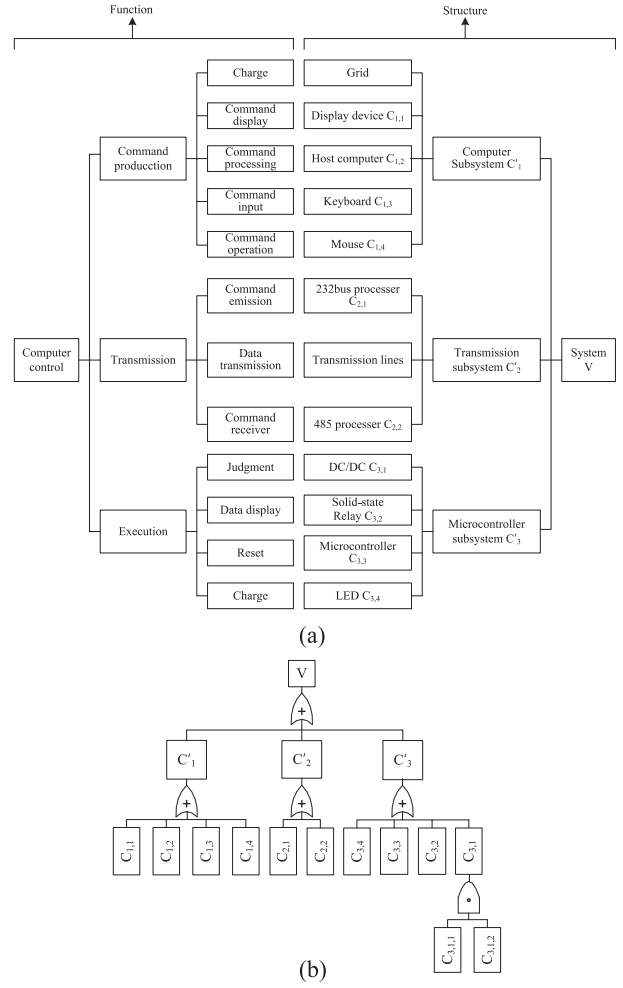 Function
Structure
Charge
Grid
Command
display
Display device C1,1
Command
producction
Command
processing
Host computer C1,2
Computer
Subsystem C′1
Command
input
Keyboard C1,3
Command
operation
Mouse C1,4
Command
emission
232bus processer
C2,1
Computer
control
Transmission
Data
transmission
Transmission lines
Transmission
subsystem C′2
System
V
Command
receiver
485 processer C2,2
Judgment
DC/DC C3,1
Data display
Solid-state
Relay C3,2
Execution
Microcontroller
subsystem C′3
Reset
Microcontroller
C3,3
Charge
LED C3,4
(a)
V
+
C′1
C′2
C′3
+
+
+
C1,1
C1,2
C1,3
C1,4
C2,1
C2,2
C3,4
C3,3
C3,2
C3,1
C3,1,1
C3,1,2
(b)